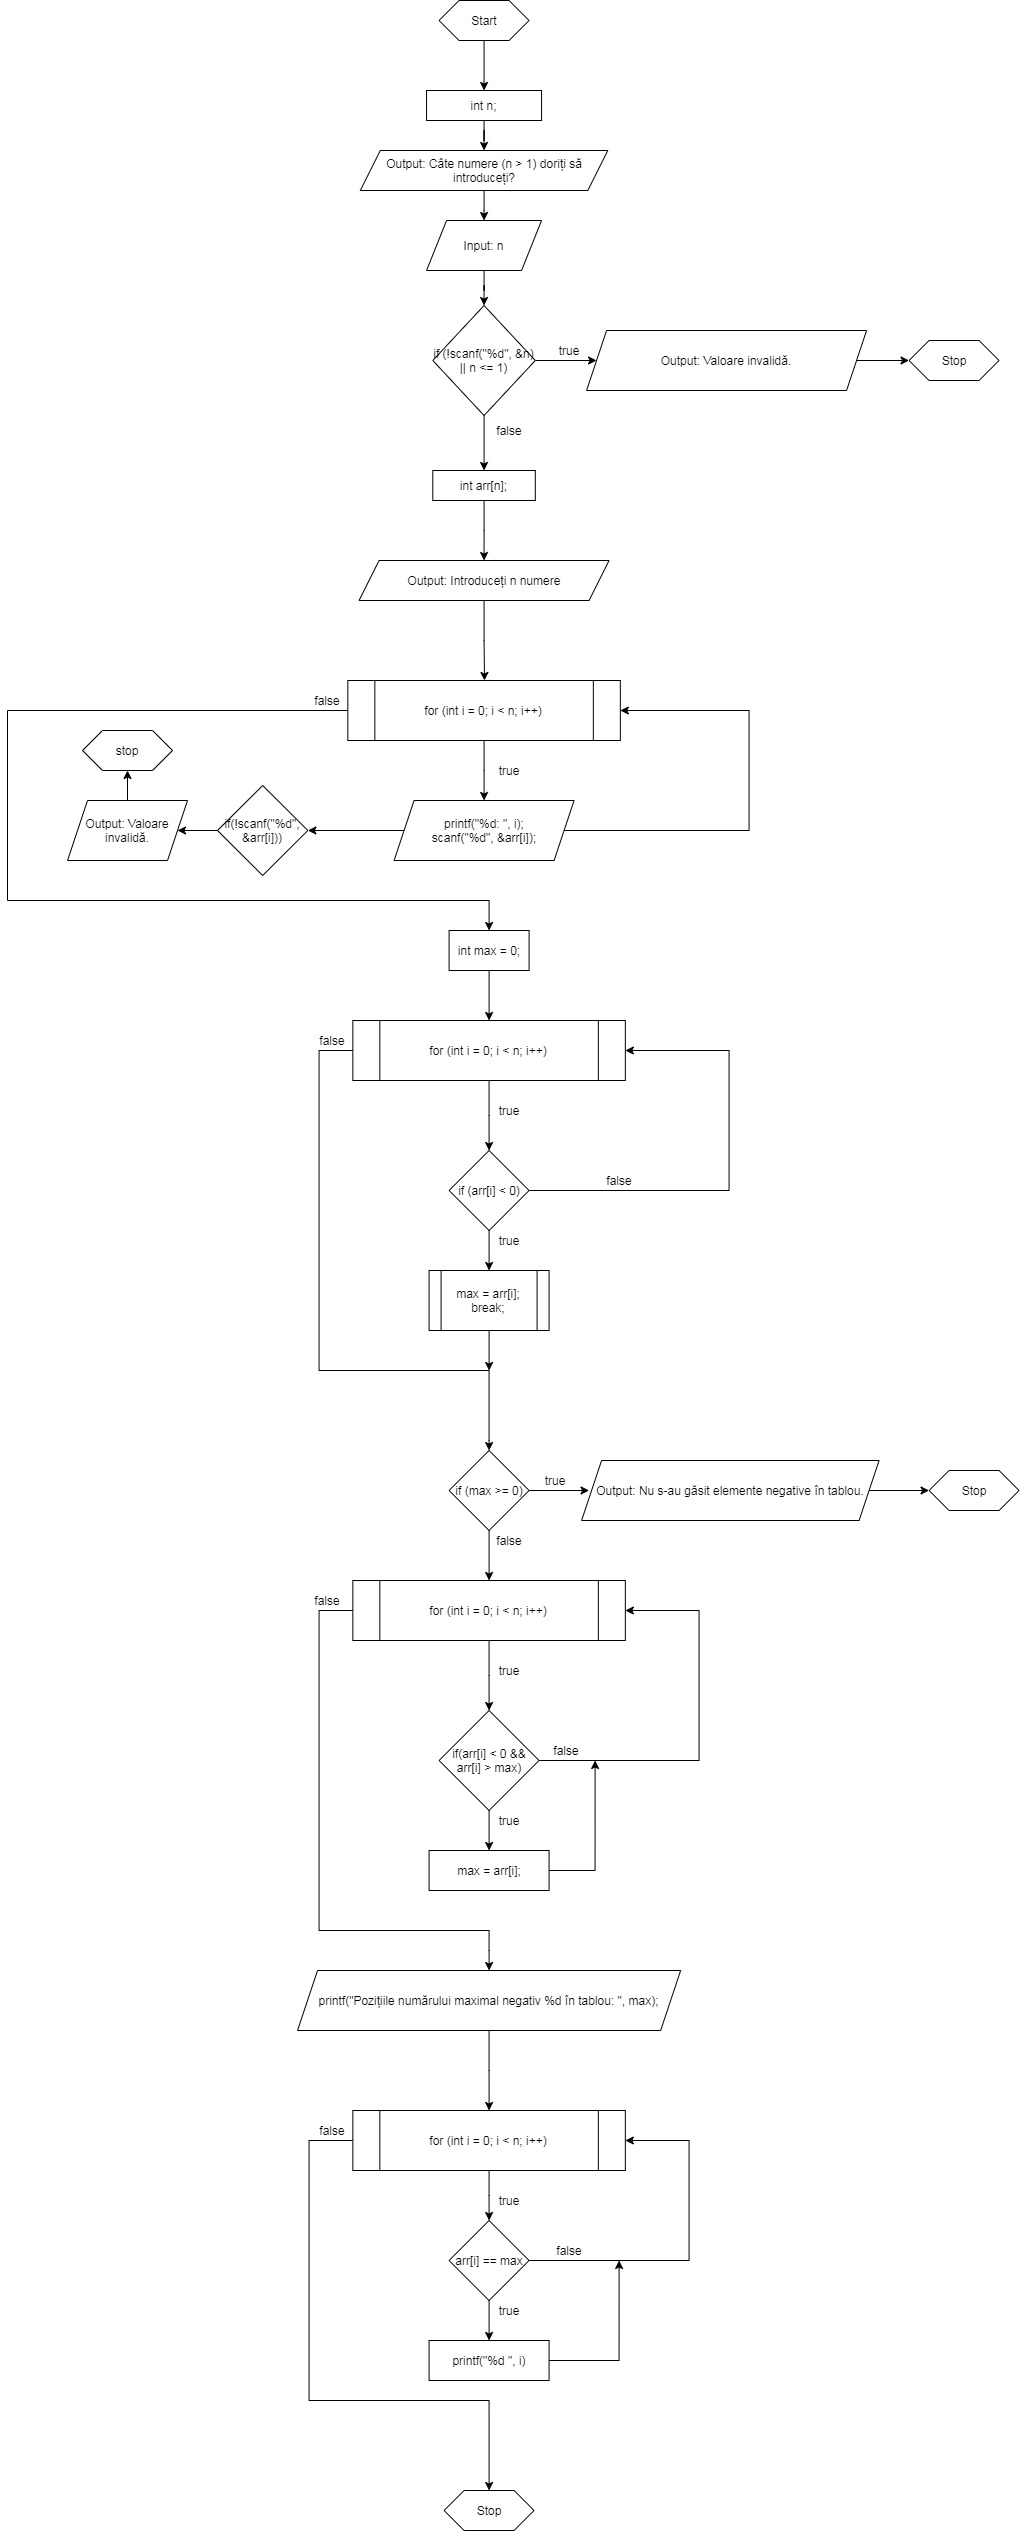 Start
int n;
Output: Câte numere (n > 1) doriți să
introduceți?
Input: n
if (!scanf("%d", &n)
|| n <= 1)
true
Output: Valoare invalidă.
Stop
false
int arr[n];
Output: Introduceți n numere
false
for (int i = 0; i < n; i++)
stop
true
Output: Valoare
invalidă.
if(!scanf("%d",
&arr[i]))
printf("%d: ", i);
scanf("%d", &arr[i]);
int max = 0;
false
for (int i = 0; i < n; i++)
true
if (arr[i] < 0)
false
true
max = arr[i];
break;
if (max >= 0)
true
Output: Nu s-au găsit elemente negative în tablou.
Stop
false
false
for (int i = 0; i < n; i++)
true
if(arr[i] < 0 &&
arr[i] > max)
false
true
max = arr[i];
printf("Pozițiile numărului maximal negativ %d în tablou: ", max);
false
for (int i = 0; i < n; i++)
true
arr[i] == max
false
true
printf("%d ", i)
Stop